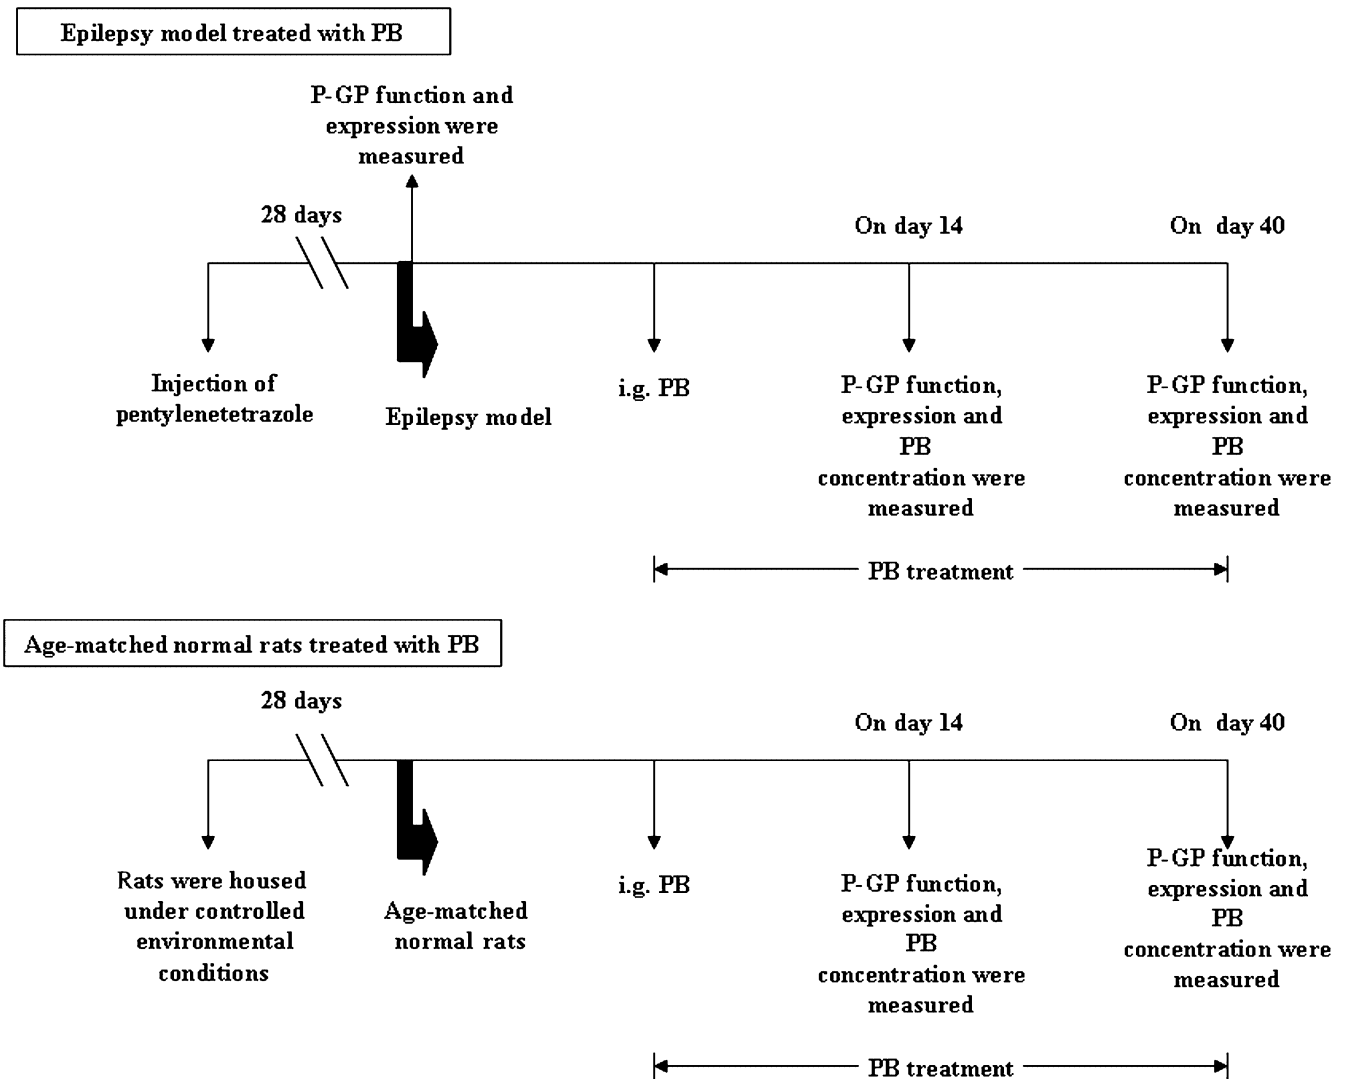 Epilepsy model treated with PB
P-GP function and
expression were
measured
28 days
On day 14
On day 40
Injection of
pentylenetetrazole
Epilepsy model
i.g. PB
P-GP function,
expression and
PB
concentration were
measured
P-GP function,
expression and
PB
concentration were
measured
PB treatment
Age-matched normal rats treated with PB
28 days
On day 14
On day 40
Rats were housed
under controlled
environmental
conditions
Age-matched
normal rats
i.g. PB
P-GP function,
expression and
PB
concentration were
measured
P-GP function,
expression and
PB
concentration were
measured
PB treatment